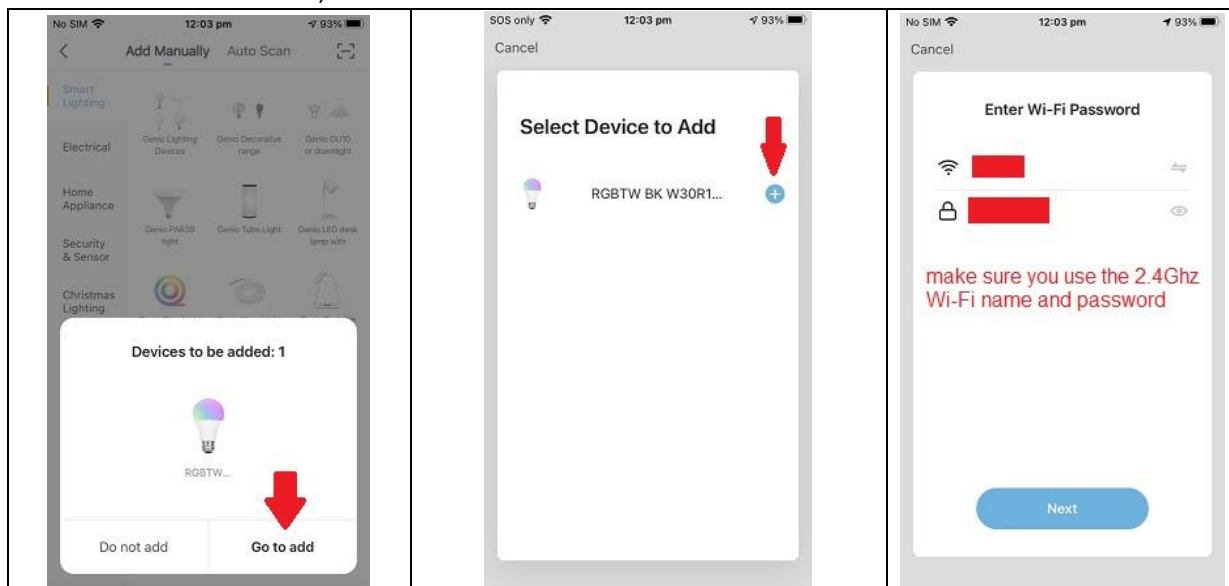 No SIM 12:03 pm 93%
Add Manually Auto Scan
Smart
Lighting
Electrical
Home
Appliance
Security
& Sensor
Christmas
Lighting
Genio Lighting
Devices
Genio Decorative
range
Genio GU10
or downlight
Genio PAR38
light
Genio Tube Light
Genio LED desk
lamp with
Devices to be added: 1
RGBTW...
Do not add Go to add
SOS only 12:03 pm 93%
Cancel
Select Device to Add
RGBTW BK W30R1...
No SIM 12:03 pm 93%
Cancel
Enter Wi-Fi Password
make sure you use the 2.4Ghz
Wi-Fi name and password
Next